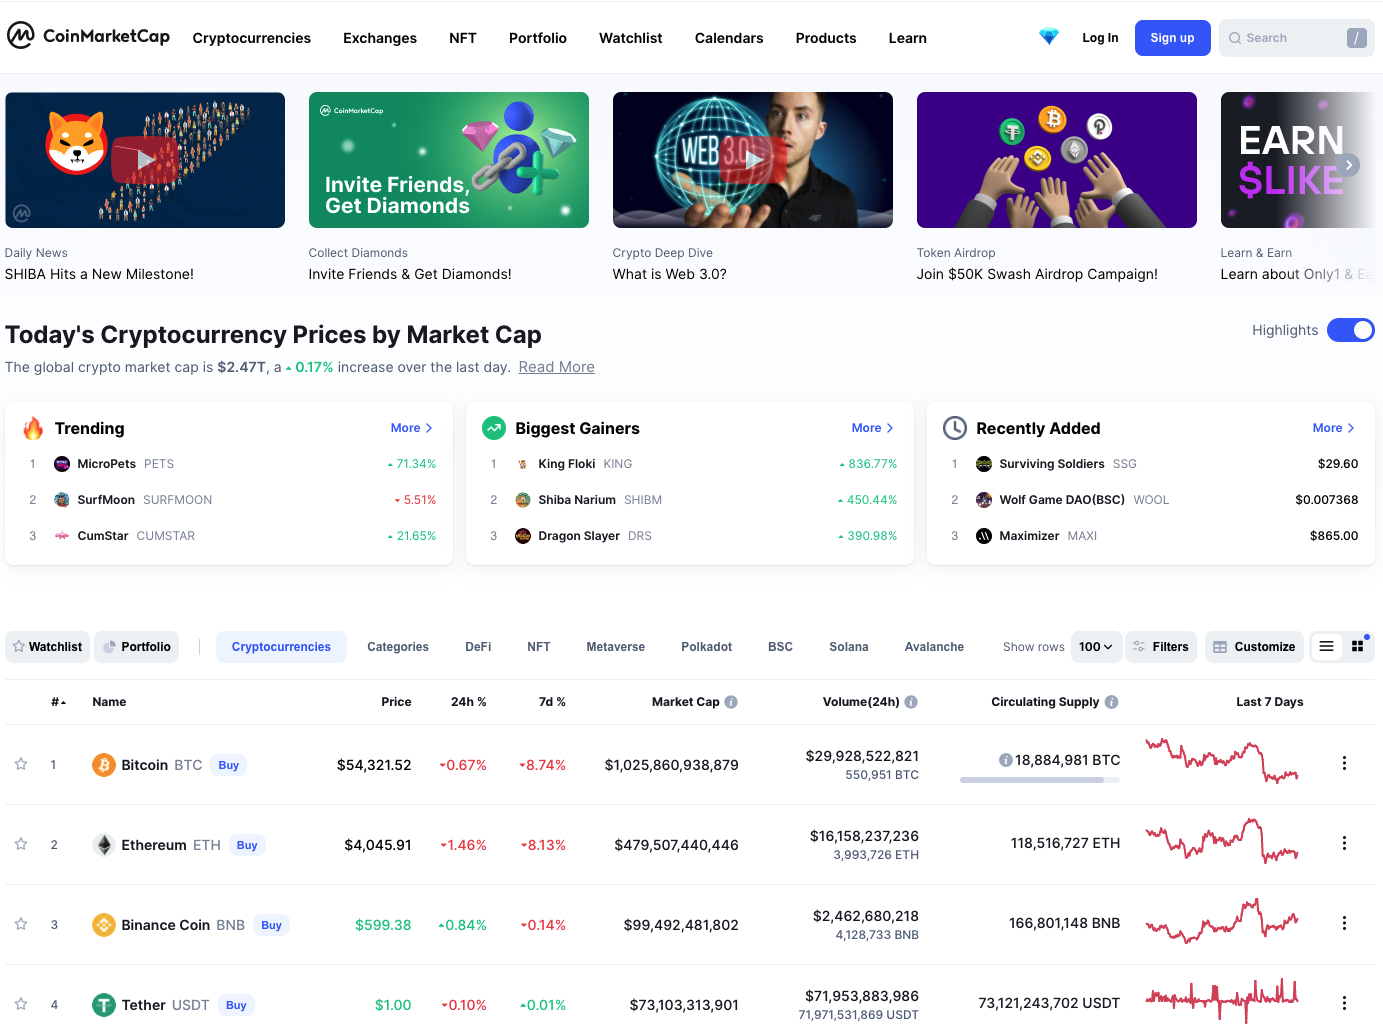 CoinMarketCap Cryptocurrencies Exchanges NFT Portfolio Watchlist Calendars Products Learn Log In Sign up Search /
CoinMarketCap
Invite Friends,
Get Diamonds
WEB 3.0
EARN
$LIKE
Daily News
SHIBA Hits a New Milestone!
Collect Diamonds
Invite Friends & Get Diamonds!
Crypto Deep Dive
What is Web 3.0?
Token Airdrop
Join $50K Swash Airdrop Campaign!
Learn & Earn
Learn about Only1 & Ea
Today's Cryptocurrency Prices by Market Cap
Highlights
The global crypto market cap is $2.47T, a 0.17% increase over the last day. Read More
Trending More
1 MicroPets PETS 71.34%
2 SurfMoon SURFMOON 5.51%
3 CumStar CUMSTAR 21.65%
Biggest Gainers More
1 King Floki KING 836.77%
2 Shiba Narium SHIBM 450.44%
3 Dragon Slayer DRS 390.98%
Recently Added More
1 Surviving Soldiers SSG $29.60
2 Wolf Game DAO(BSC) WOOL $0.007368
3 Maximizer MAXI $865.00
Watchlist Portfolio Cryptocurrencies Categories DeFi NFT Metaverse Polkadot BSC Solana Avalanche Show rows 100 Filters Customize
# Name Price 24h % 7d % Market Cap Volume(24h) Circulating Supply Last 7 Days
1 Bitcoin BTC Buy $54,321.52 0.67% 8.74% $1,025,860,938,879 $29,928,522,821 18,884,981 BTC
550,951 BTC
2 Ethereum ETH Buy $4,045.91 1.46% 8.13% $479,507,440,446 $16,158,237,236 118,516,727 ETH
3,993,726 ETH
3 Binance Coin BNB Buy $599.38 0.84% 0.14% $99,492,481,802 $2,462,680,218 166,801,148 BNB
4,128,733 BNB
4 Tether USDT Buy $1.00 0.10% 0.01% $73,103,313,901 $71,953,883,986 73,121,243,702 USDT
71,971,531,869 USDT